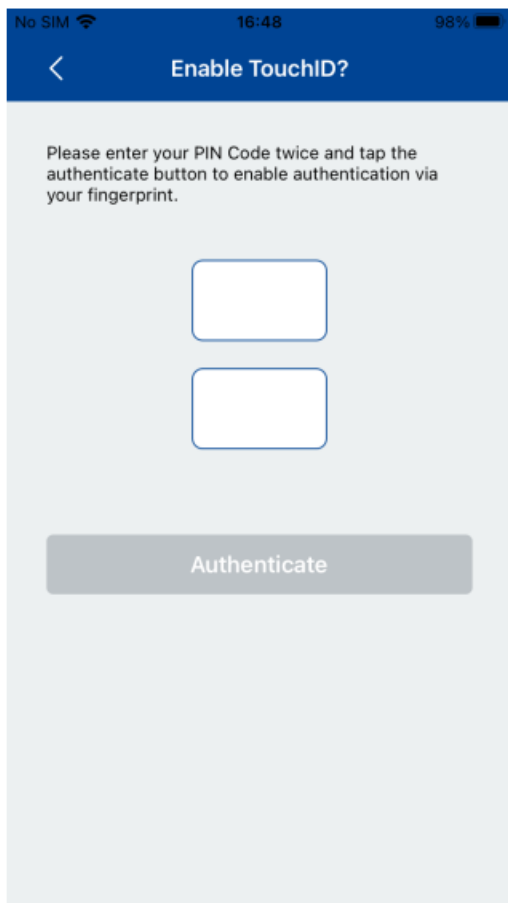 No SIM 16:48 98%
Enable TouchID?
Please enter your PIN Code twice and tap the
authenticate button to enable authentication via
your fingerprint.
Authenticate